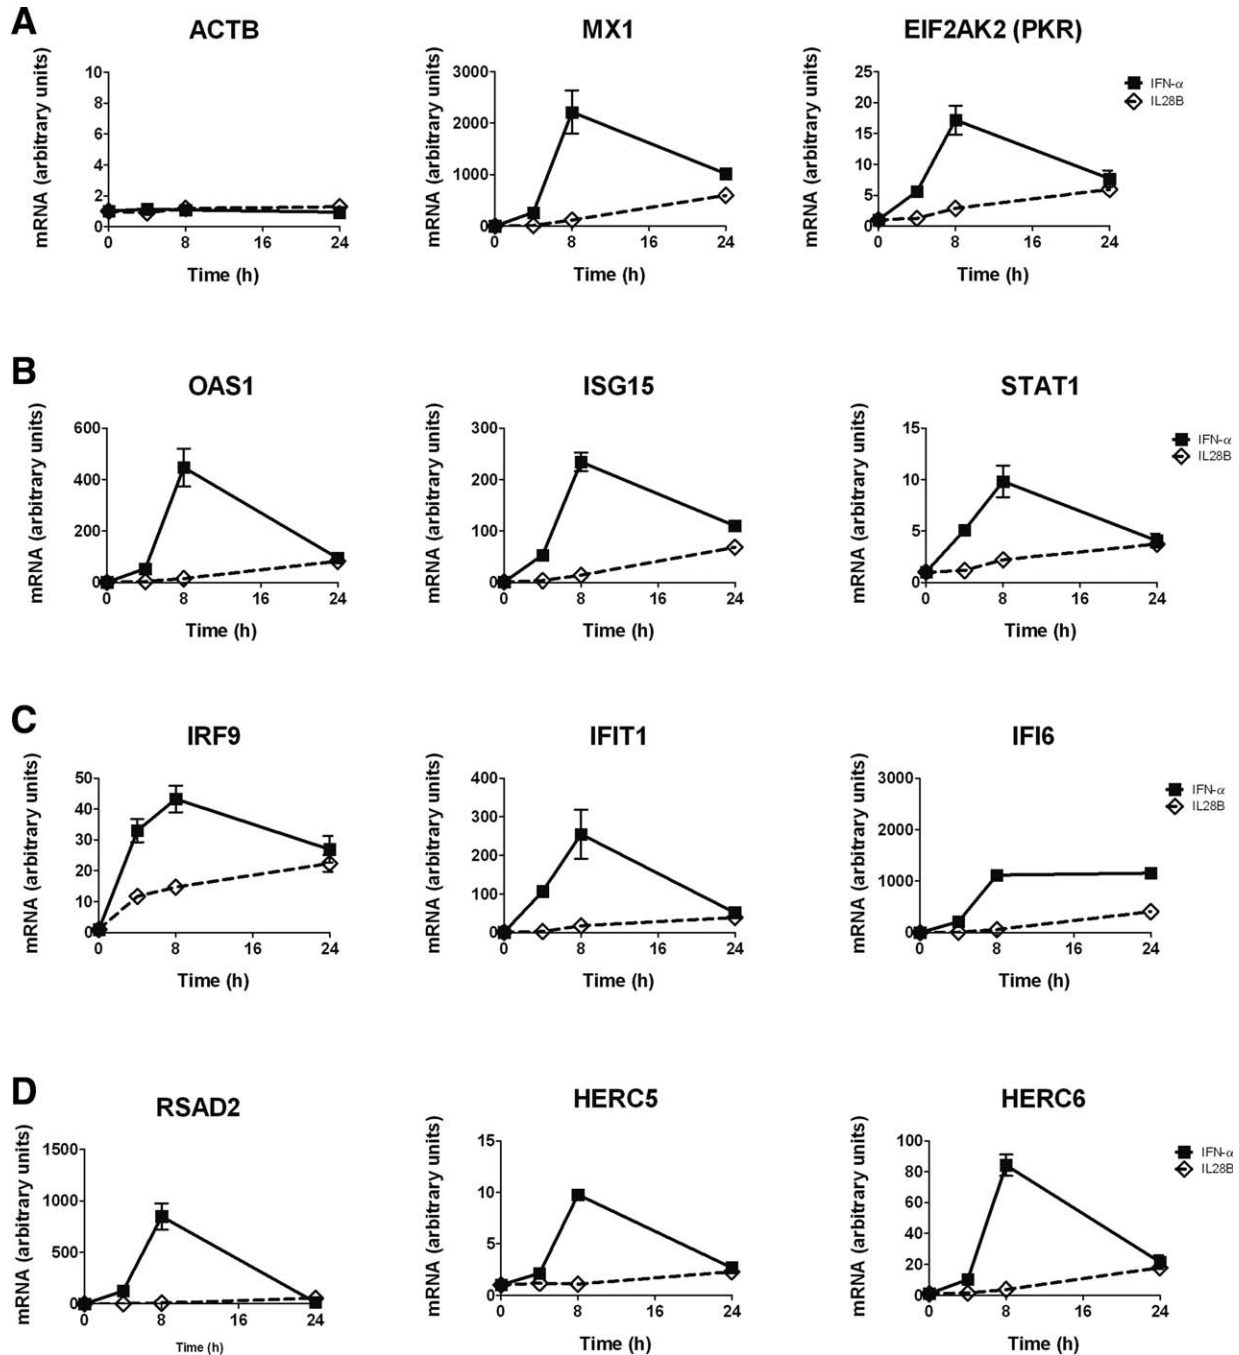 A
ACTB
mRNA (arbitrary units)
10
8
6
4
2
0
0 8 16 24
Time (h)
MX1
mRNA (arbitrary units)
3000
2000
1000
0
0 8 16 24
Time (h)
EIF2AK2 (PKR)
mRNA (arbitrary units)
25
20
15
10
5
0
0 8 16 24
Time (h)
IFN-α
IL28B
B
OAS1
mRNA (arbitrary units)
600
400
200
0
0 8 16 24
Time (h)
ISG15
mRNA (arbitrary units)
300
200
100
0
0 8 16 24
Time (h)
STAT1
mRNA (arbitrary units)
15
10
5
0
0 8 16 24
Time (h)
IFN-α
IL28B
C
IRF9
mRNA (arbitrary units)
50
40
30
20
10
0
0 8 16 24
Time (h)
IFIT1
mRNA (arbitrary units)
400
300
200
100
0
0 8 16 24
Time (h)
IFI6
mRNA (arbitrary units)
3000
2000
1000
0
0 8 16 24
Time (h)
IFN-α
IL28B
D
RSAD2
mRNA (arbitrary units)
1500
1000
500
0
0 8 16 24
Time (h)
HERC5
mRNA (arbitrary units)
15
10
5
0
0 8 16 24
Time (h)
HERC6
mRNA (arbitrary units)
100
80
60
40
20
0
0 8 16 24
Time (h)
IFN-α
IL28B